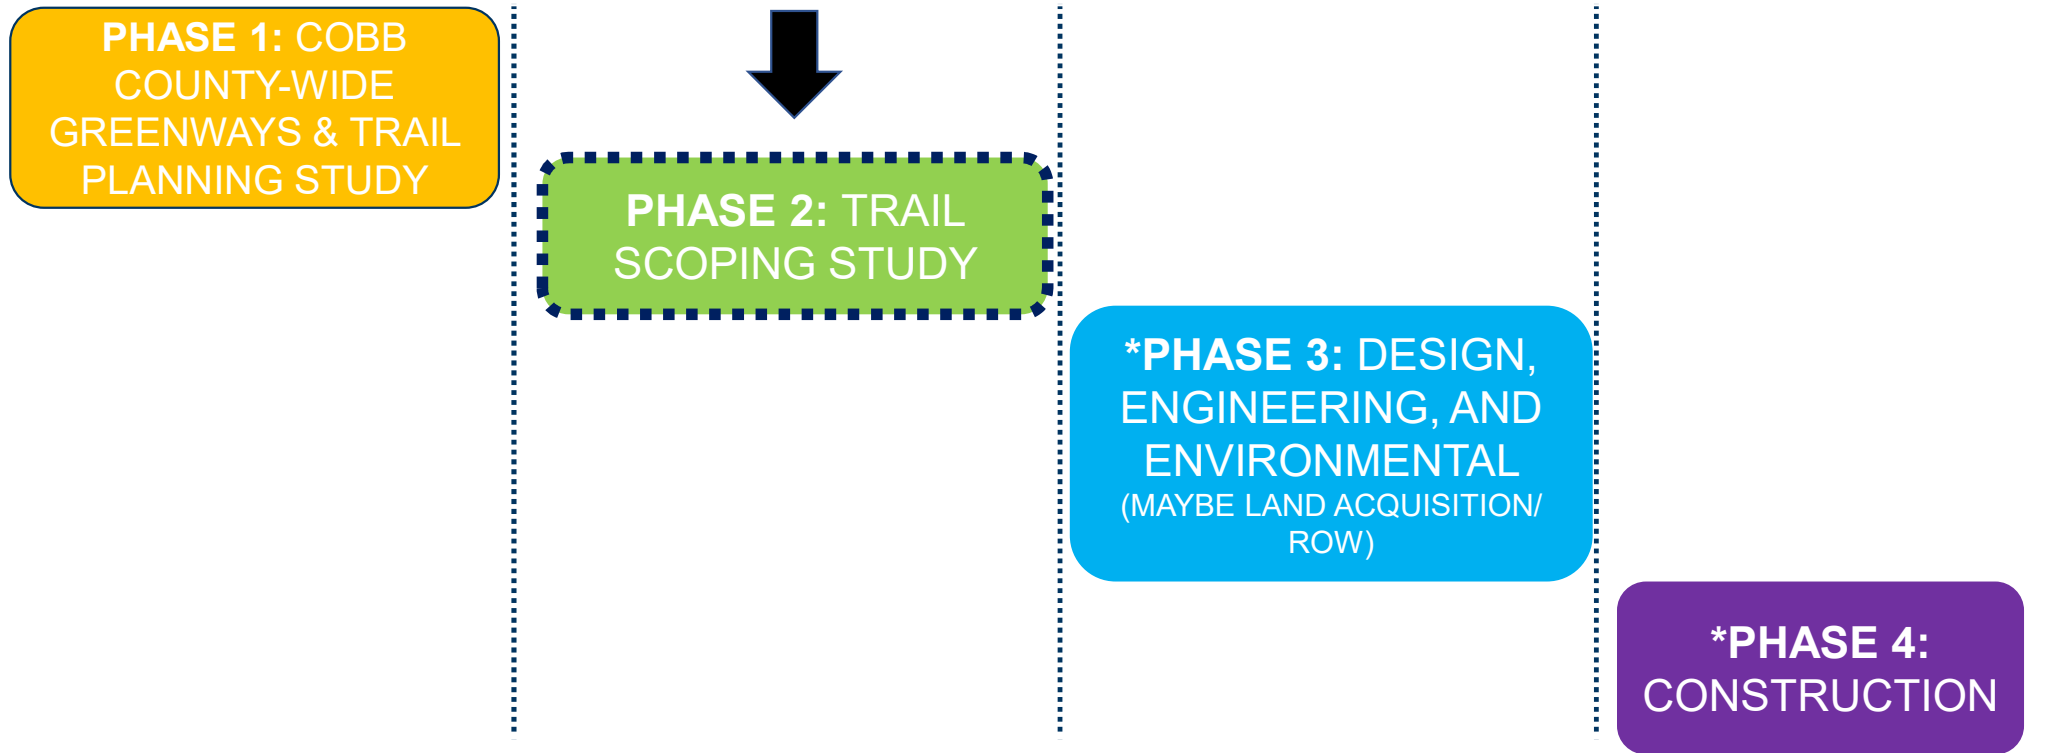 PHASE 1: COBB
COUNTY-WIDE
GREENWAYS & TRAIL
PLANNING STUDY
PHASE 2: TRAIL
SCOPING STUDY
*PHASE 3: DESIGN,
ENGINEERING, AND
ENVIRONMENTAL
(MAYBE LAND ACQUISITION/
ROW)
*PHASE 4:
CONSTRUCTION